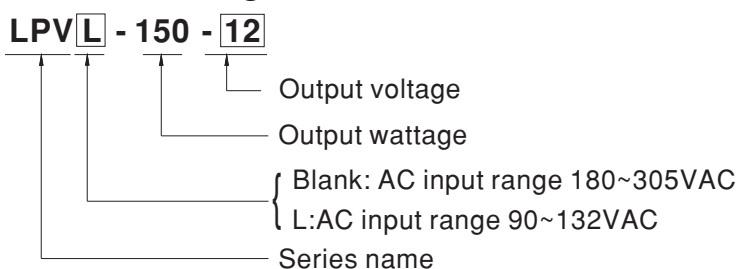 LPVL - 150 - 12
Output voltage
Output wattage
Blank: AC input range 180~305VAC
L:AC input range 90~132VAC
Series name